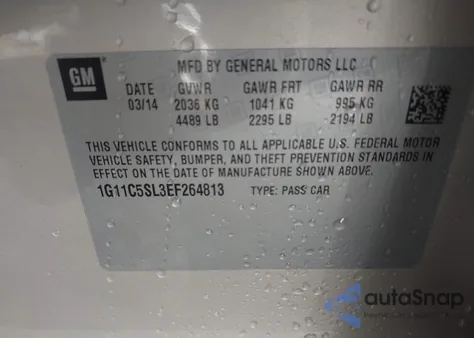 GM
MFD BY GENERAL MOTORS LLC
DATE GVWR GAWR FRT GAWR RR
03/14 2036 KG 1041 KG 995 KG
4489 LB 2295 LB 2194 LB
THIS VEHICLE CONFORMS TO ALL APPLICABLE U.S. FEDERAL MOTOR
VEHICLE SAFETY, BUMPER, AND THEFT PREVENTION STANDARDS IN
EFFECT ON THE DATE OF MANUFACTURE SHOWN ABOVE.
1G11C5SL3EF264813 TYPE: PASS CAR
autoSnap